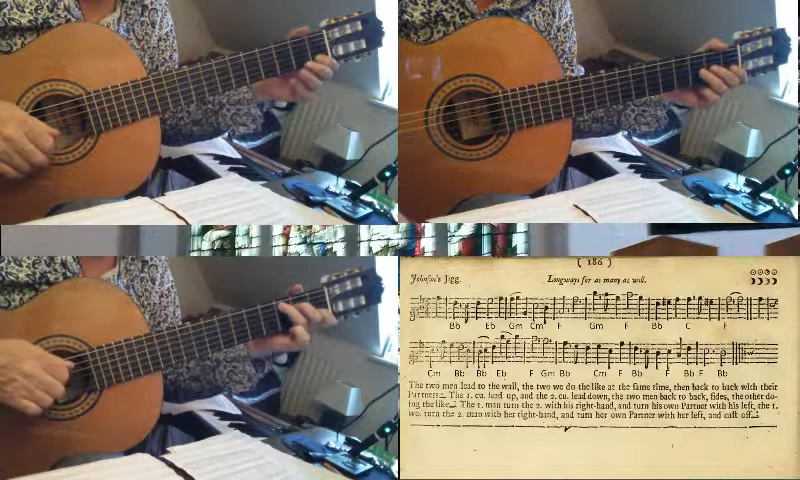 ( 186 )
Johnson's Jigg. Longways for as many as will.
Bb Eb Gm Cm F Gm F Bb C F
Cm Bb Bb Eb F Gm Bb Cm F Bb Bb F Bb
The two men lead to the wall, the two we do the like at the same time, then back to back with their
Partners. The 1. cu. lead up, and the 2. cu. lead down, the two men back to back, sides, the other do-
ing the like. The 1. man turn the 2. with his right-hand, and turn his own Partner with his left, the 1.
wo. turn the 2. man with her right-hand, and turn her own Partner with her left, and cast off.